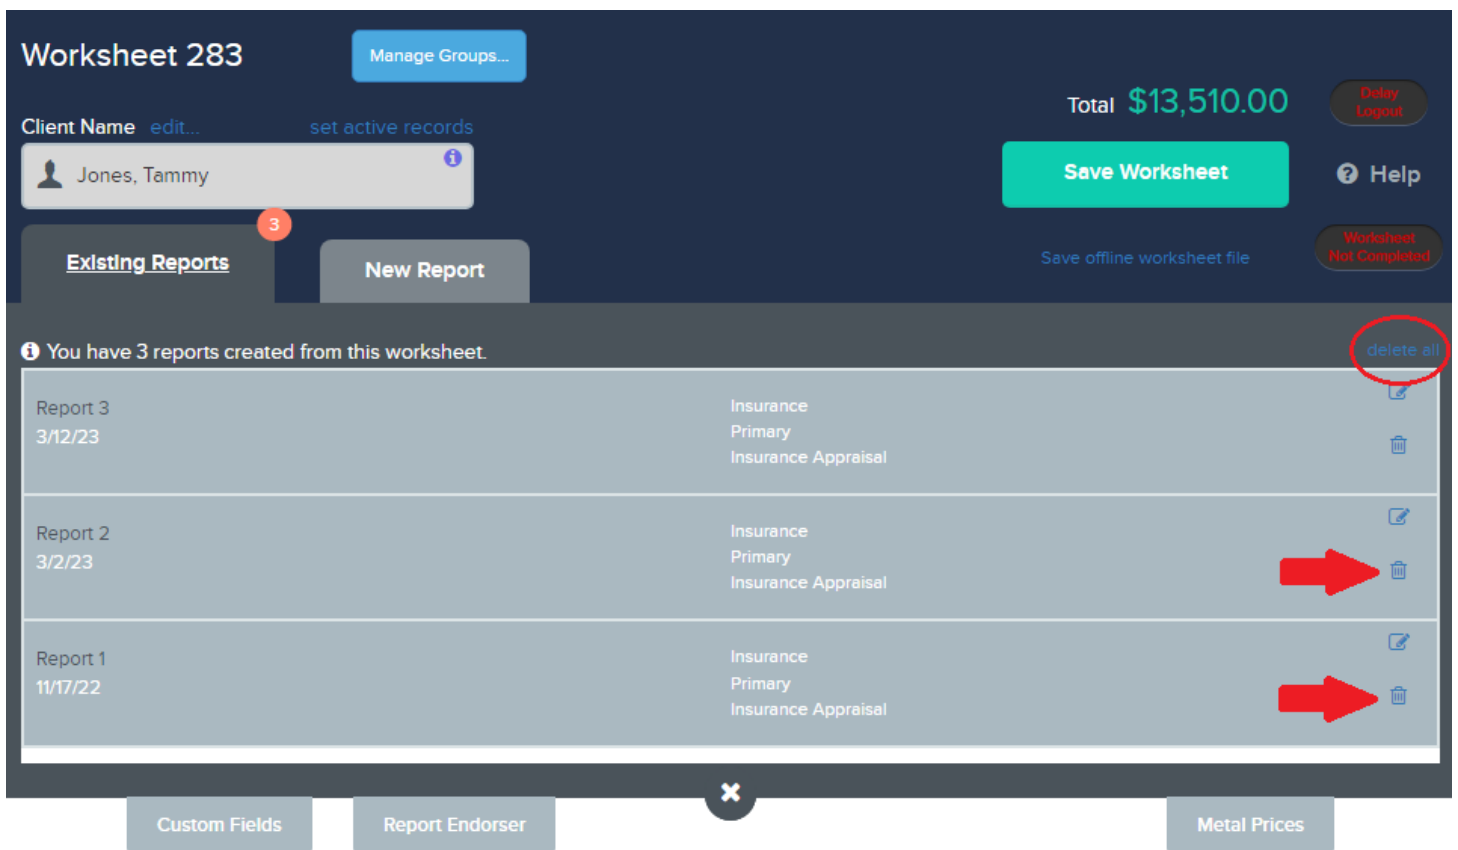 Worksheet 283
Manage Groups...
Total $13,510.00
Delay
Logout
Client Name edit... set active records
Jones, Tammy
Save Worksheet
Help
3
Existing Reports
New Report
Save offline worksheet file
Worksheet
Not Completed
You have 3 reports created from this worksheet.
delete all
Report 3
3/12/23
Insurance
Primary
Insurance Appraisal
Report 2
3/2/23
Insurance
Primary
Insurance Appraisal
Report 1
11/17/22
Insurance
Primary
Insurance Appraisal
Custom Fields
Report Endorser
Metal Prices